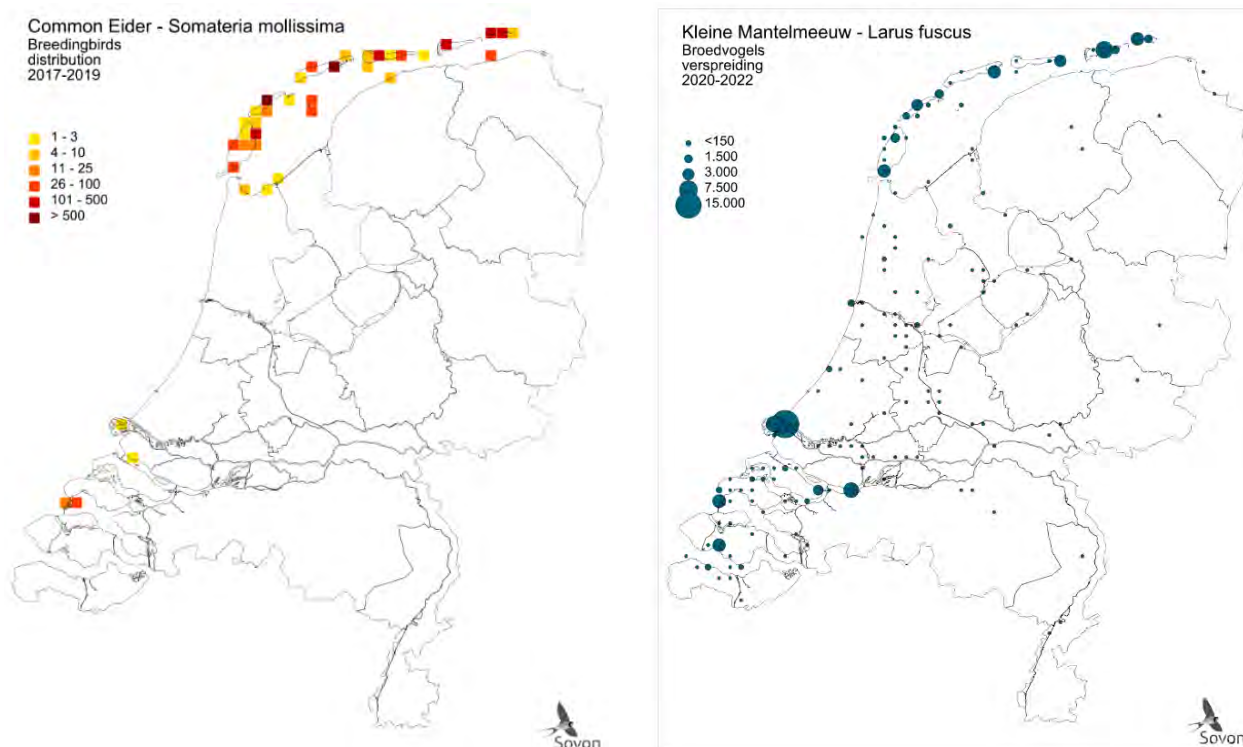 Common Eider - Somateria mollissima
Breedingbirds
distribution
2017-2019
1 - 3
4 - 10
11 - 25
26 - 100
101 - 500
> 500
Sovon
Kleine Mantelmeeuw - Larus fuscus
Broedvogels
verspreiding
2020-2022
<150
1.500
3.000
7.500
15.000
Sovon